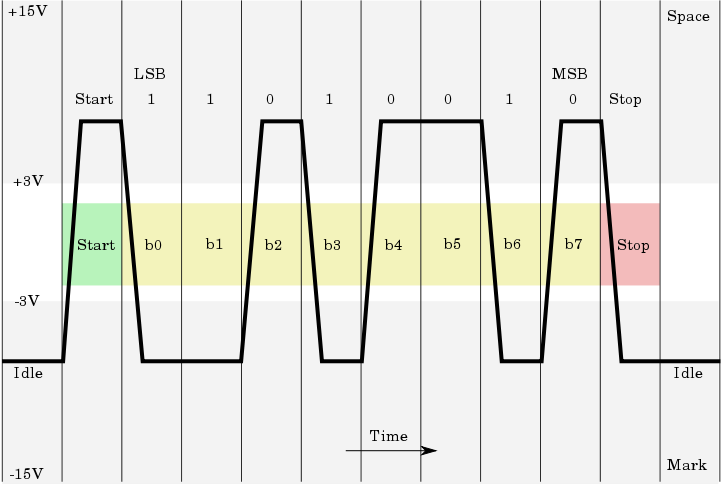 +15V
Space
LSB MSB
Start 1 1 0 1 0 0 1 0 Stop
+3V
Start b0 b1 b2 b3 b4 b5 b6 b7 Stop
-3V
Idle Idle
Time
Mark
-15V